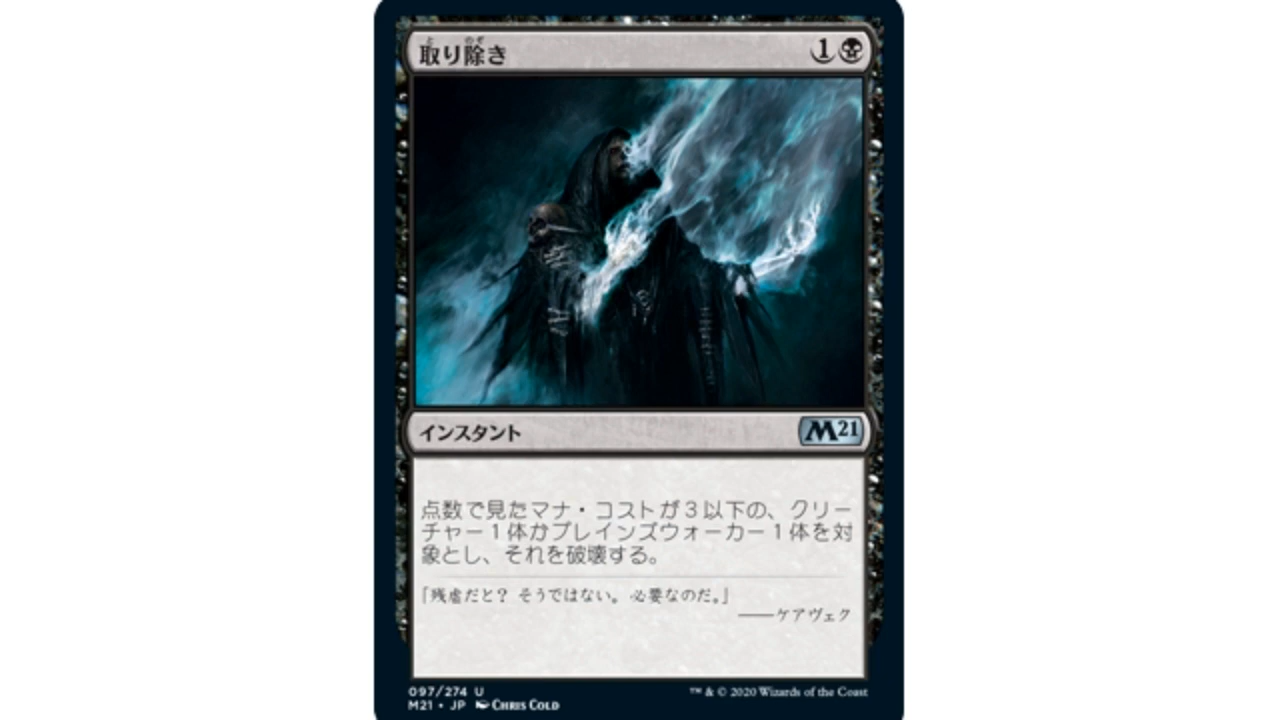 取り除き 1
インスタント M21
点数で見たマナ・コストが3以下の、クリー
チャー1体かプレインズウォーカー1体を対
象とし、それを破壊する。
「残虐だと? そうではない。必要なのだ。」
――ケアヴェク
097/274 U ™ & © 2020 Wizards of the Coast
M21 • JP CHRIS COLD